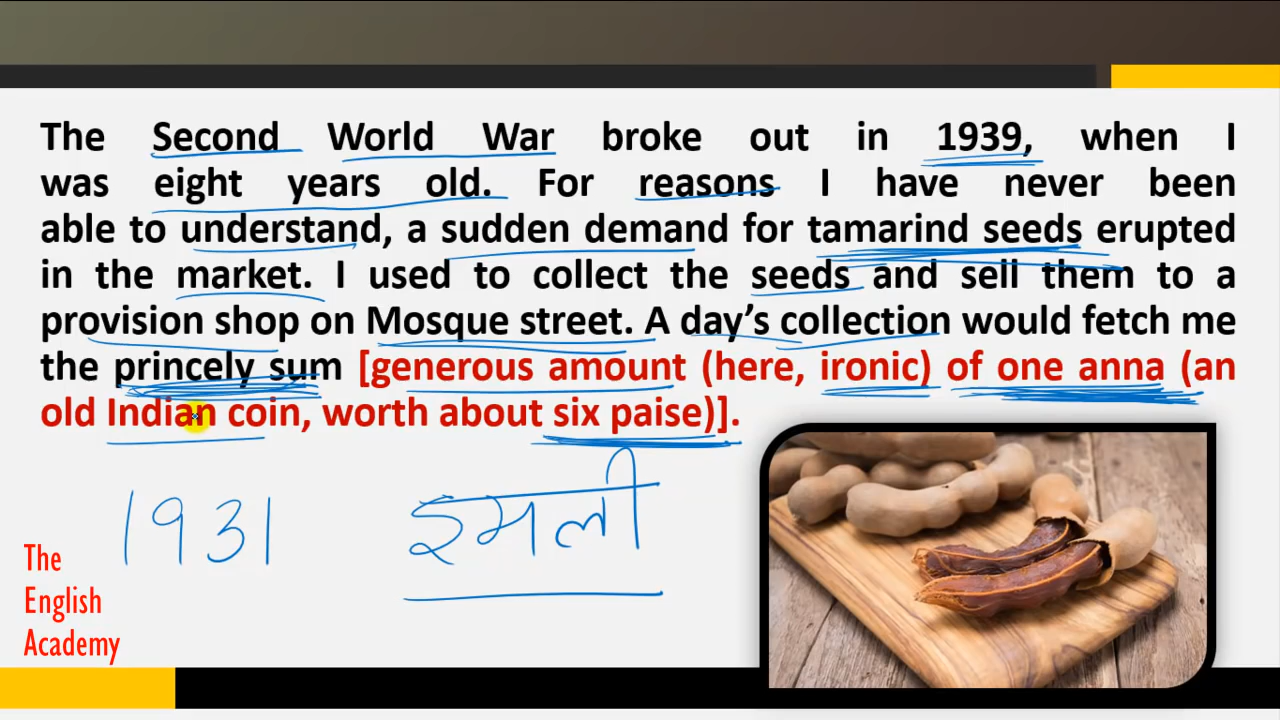 The Second World War broke out in 1939, when I
was eight years old. For reasons I have never been
able to understand, a sudden demand for tamarind seeds erupted
in the market. I used to collect the seeds and sell them to a
provision shop on Mosque street. A day's collection would fetch me
the princely sum [generous amount (here, ironic) of one anna (an
old Indian coin, worth about six paise)].
1931 इमली
The
English
Academy